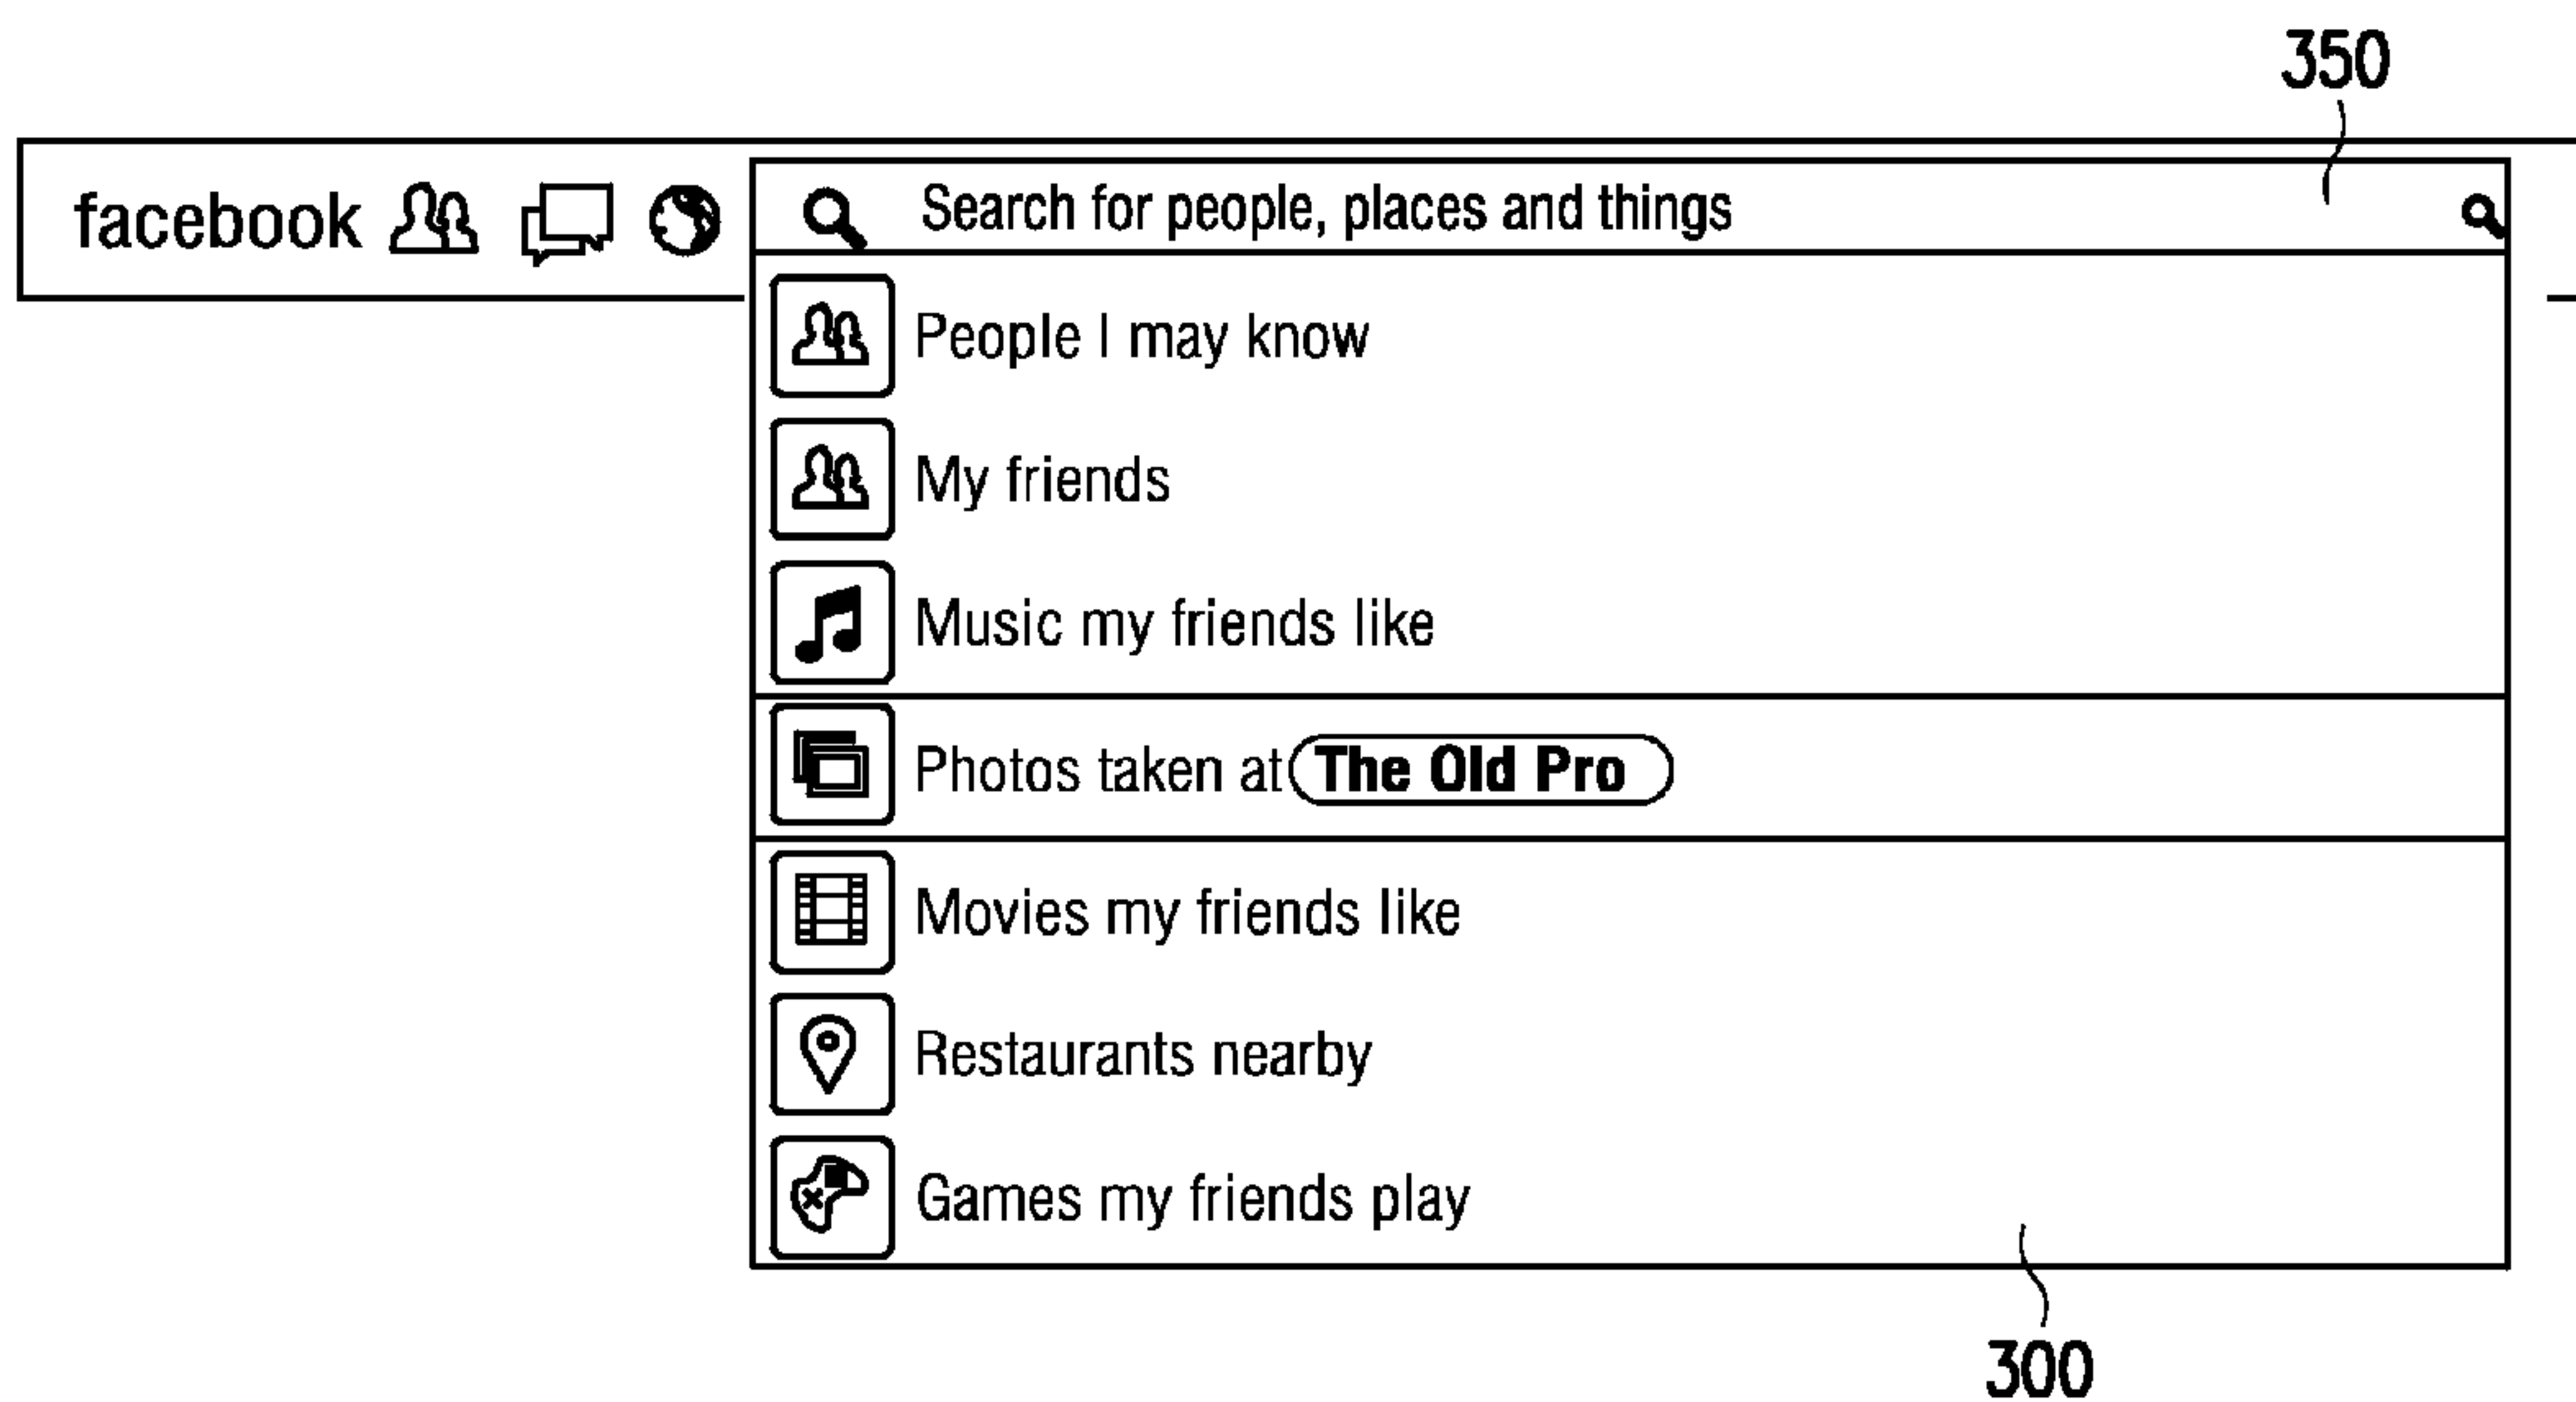 350
facebook Search for people, places and things
People I may know
My friends
Music my friends like
Photos taken at The Old Pro
Movies my friends like
Restaurants nearby
Games my friends play
300